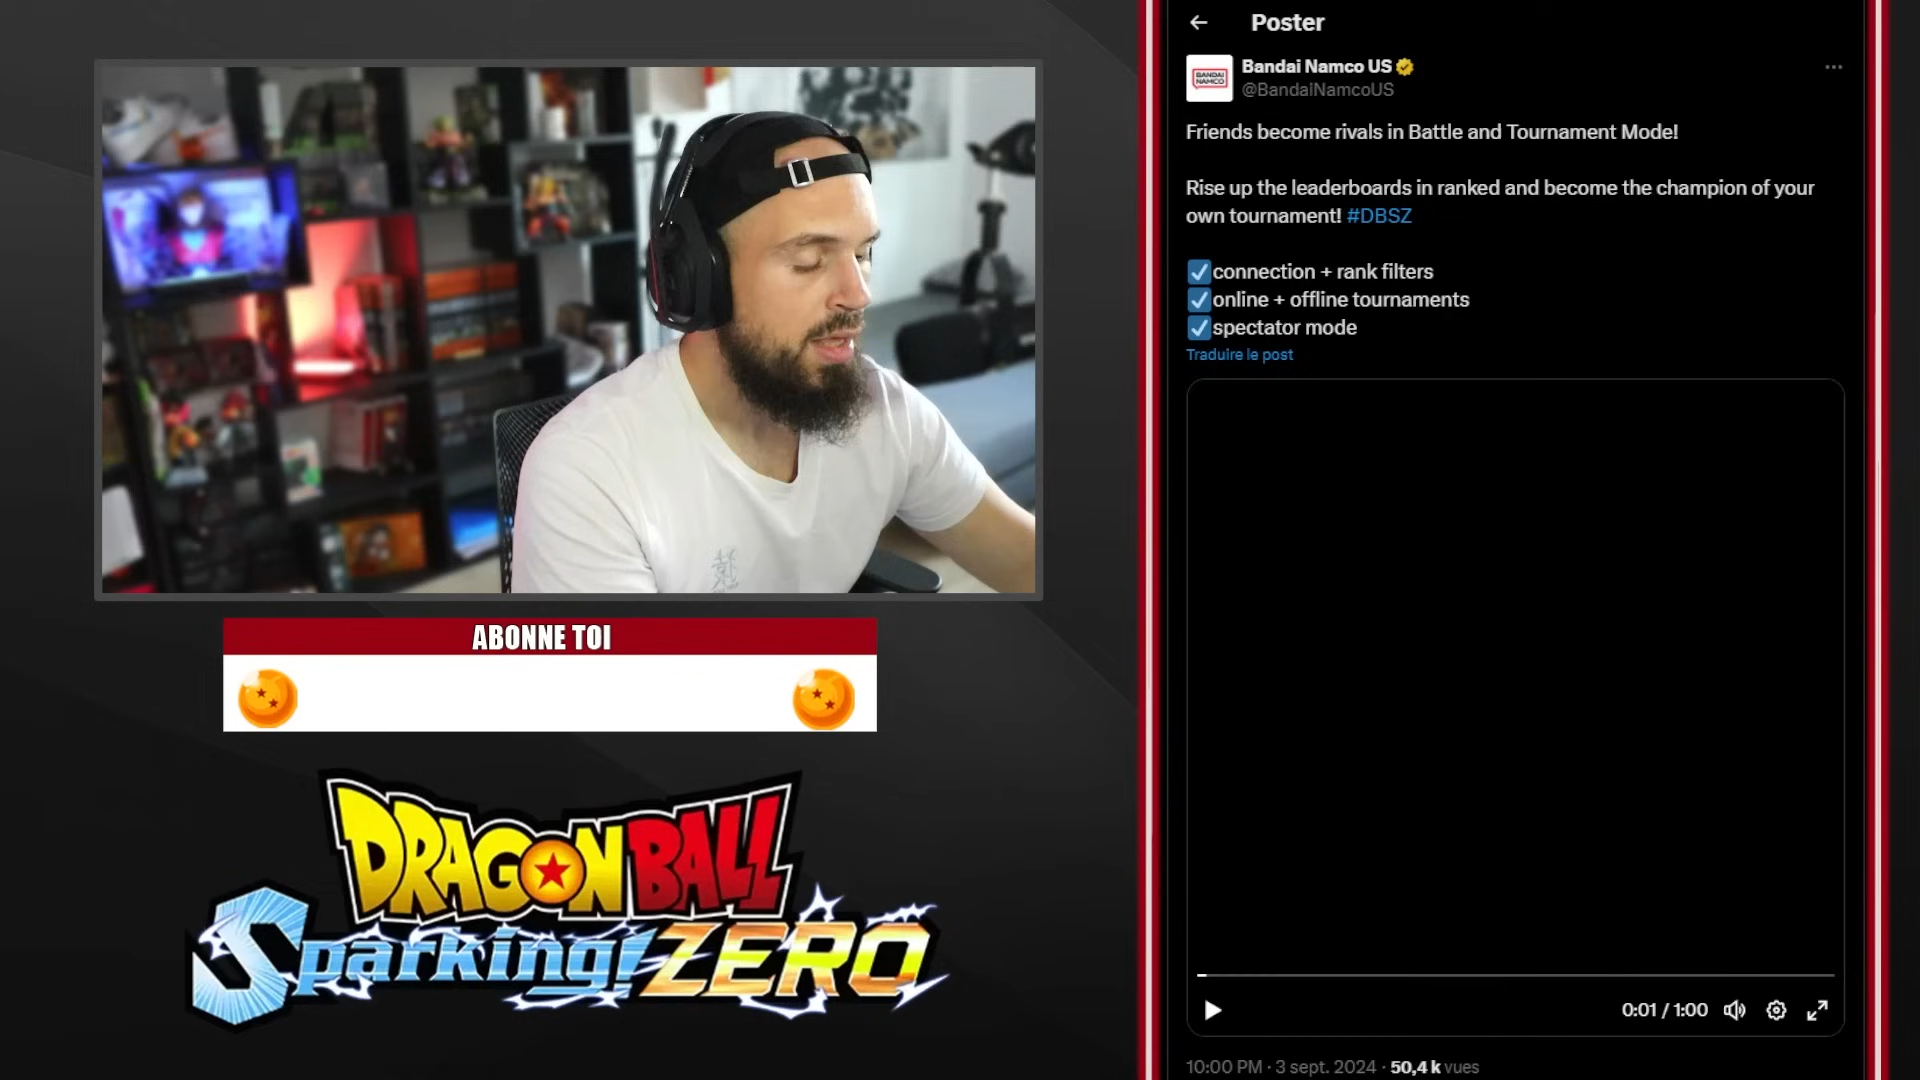 Poster
BANDAI
NAMCO
Bandai Namco US
@BandaiNamcoUS
Friends become rivals in Battle and Tournament Mode!
Rise up the leaderboards in ranked and become the champion of your
own tournament! #DBSZ
✅connection + rank filters
✅online + offline tournaments
✅spectator mode
Traduire le post
0:01 / 1:00
10:00 PM · 3 sept. 2024 · 50,4 k vues
ABONNE TOI
DRAGON BALL
Sparking! ZERO